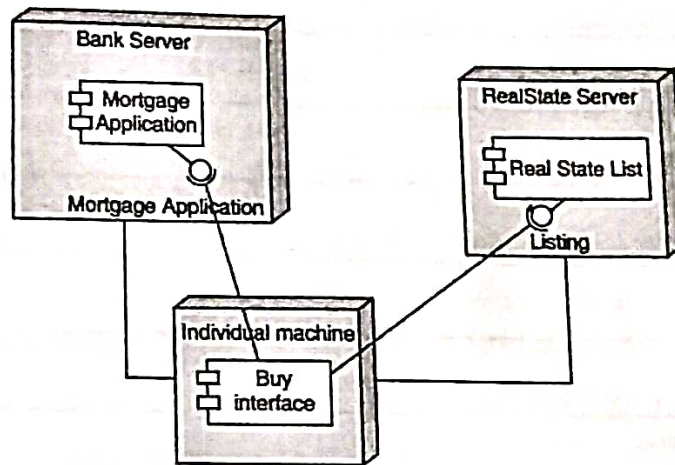 Bank Server
Mortgage
Application
Mortgage Application
RealState Server
Real State List
Listing
Individual machine
Buy
interface